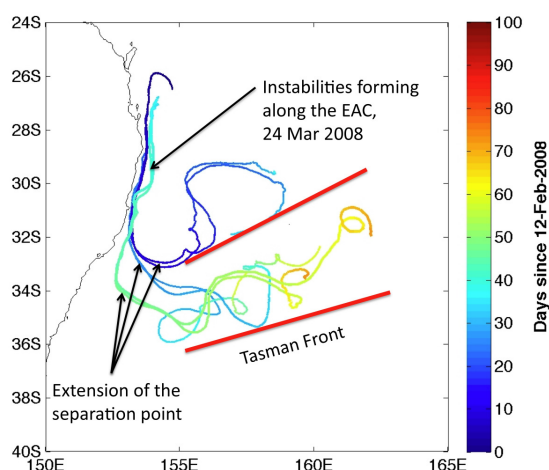 24S
26S
28S
30S
32S
34S
36S
38S
40S
150E
155E
160E
165E
Instabilities forming
along the EAC,
24 Mar 2008
Extension of the
separation point
Tasman Front
100
90
80
70
60
50
40
30
20
10
0
Days since 12-Feb-2008